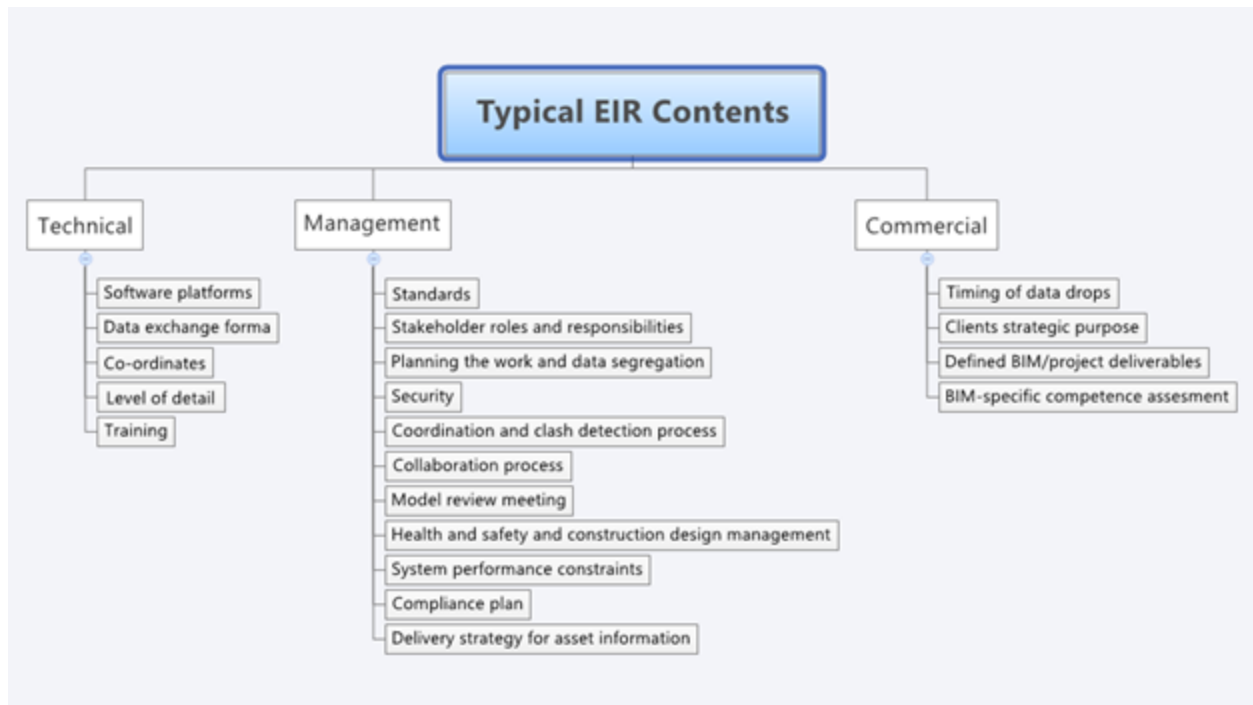 Typical EIR Contents
Technical
Software platforms
Data exchange forma
Co-ordinates
Level of detail
Training
Management
Standards
Stakeholder roles and responsibilities
Planning the work and data segregation
Security
Coordination and clash detection process
Collaboration process
Model review meeting
Health and safety and construction design management
System performance constraints
Compliance plan
Delivery strategy for asset information
Commercial
Timing of data drops
Clients strategic purpose
Defined BIM/project deliverables
BIM-specific competence assesment